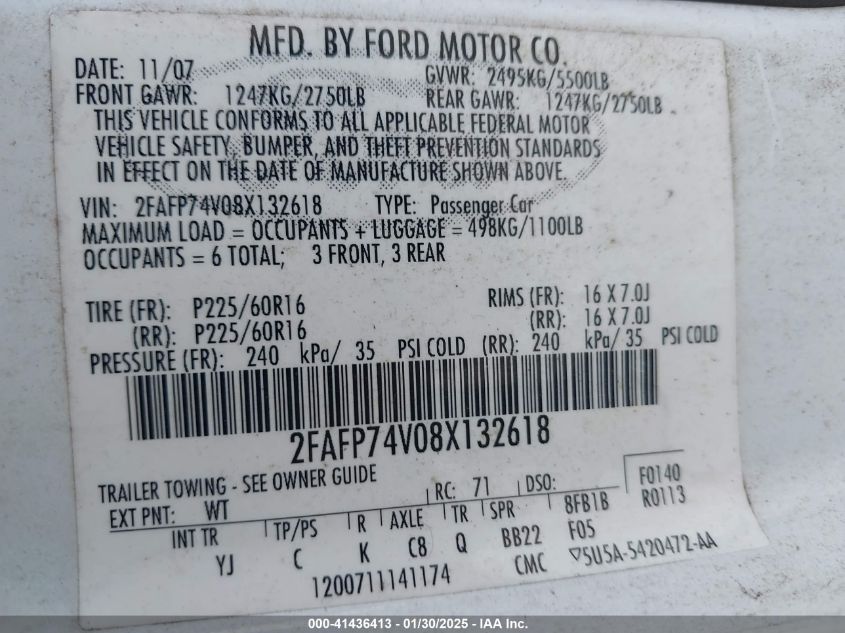 MFD. BY FORD MOTOR CO.
DATE: 11/07 GVWR: 2495KG/5500LB
FRONT GAWR: 1247KG/2750LB REAR GAWR: 1247KG/2750LB
THIS VEHICLE CONFORMS TO ALL APPLICABLE FEDERAL MOTOR
VEHICLE SAFETY, BUMPER, AND THEFT PREVENTION STANDARDS
IN EFFECT ON THE DATE OF MANUFACTURE SHOWN ABOVE.
VIN: 2FAFP74V08X132618 TYPE: Passenger Car
MAXIMUM LOAD = OCCUPANTS + LUGGAGE = 498KG/1100LB
OCCUPANTS = 6 TOTAL; 3 FRONT, 3 REAR
TIRE (FR): P225/60R16 RIMS (FR): 16 X 7.0J
(RR): P225/60R16 (RR): 16 X 7.0J
PRESSURE (FR): 240 kPa/ 35 PSI COLD (RR): 240 kPa/ 35 PSI COLD
2FAFP74V08X132618
TRAILER TOWING - SEE OWNER GUIDE
EXT PNT: WT RC: 71 DSO: F0140
INT TR TP/PS R AXLE TR SPR 8FB1B R0113
YJ C K C8 Q BB22 F05
1200711141174 CMC ▽5U5A-5420472-AA
000-41436413 - 01/30/2025 - IAA Inc.